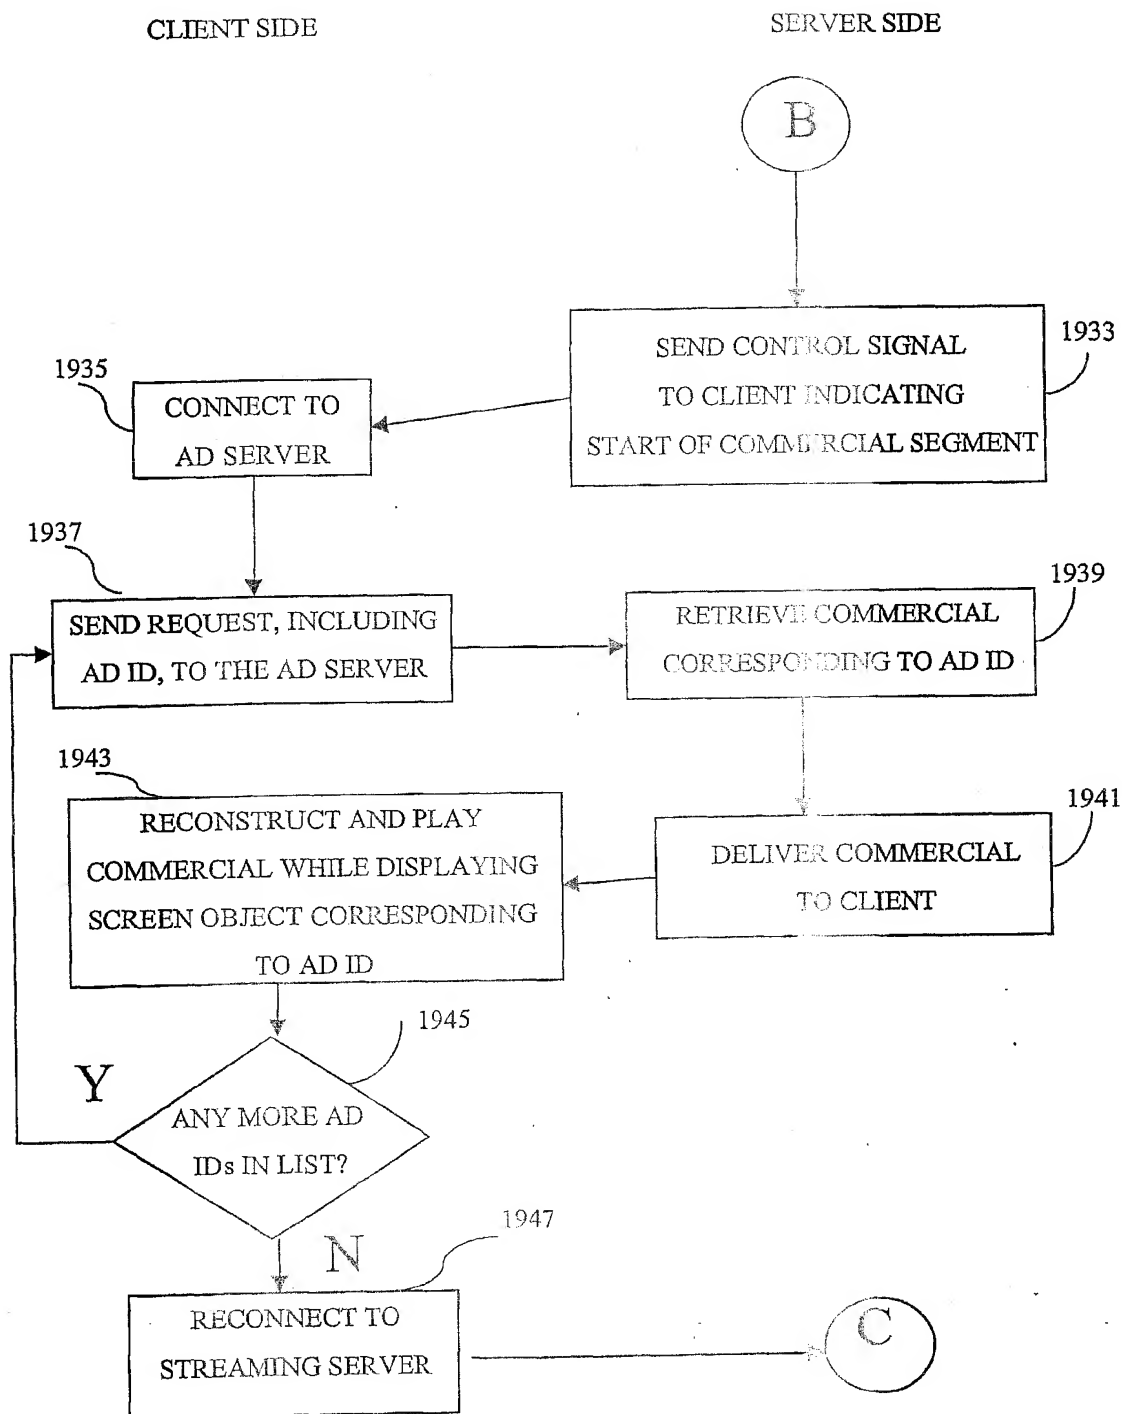 CLIENT SIDE
SERVER SIDE
B
1933
SEND CONTROL SIGNAL
TO CLIENT INDICATING
START OF COMMERCIAL SEGMENT
1935
CONNECT TO
AD SERVER
1937
SEND REQUEST, INCLUDING
AD ID, TO THE AD SERVER
1939
RETRIEVE COMMERCIAL
CORRESPONDING TO AD ID
1941
DELIVER COMMERCIAL
TO CLIENT
1943
RECONSTRUCT AND PLAY
COMMERCIAL WHILE DISPLAYING
SCREEN OBJECT CORRESPONDING
TO AD ID
1945
Y
ANY MORE AD
IDs IN LIST?
N
1947
RECONNECT TO
STREAMING SERVER
C